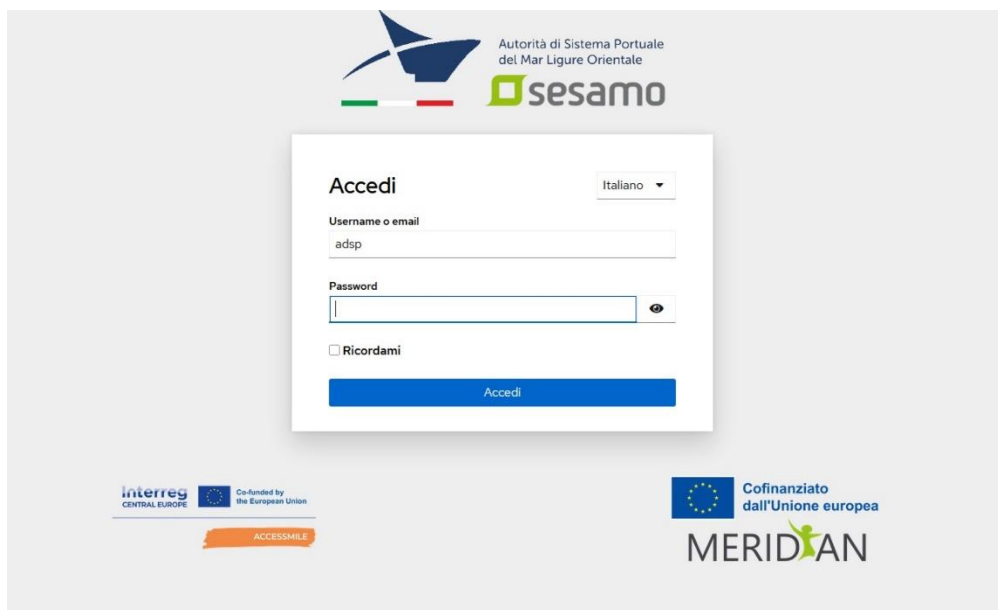 Autorità di Sistema Portuale
del Mar Ligure Orientale
sesamo
Accedi
Italiano
Username o email
adsp
Password
Ricordami
Accedi
Interreg
CENTRAL EUROPE
Co-funded by
the European Union
ACCESSMILE
Cofinanziato
dall'Unione europea
MERIDIAN